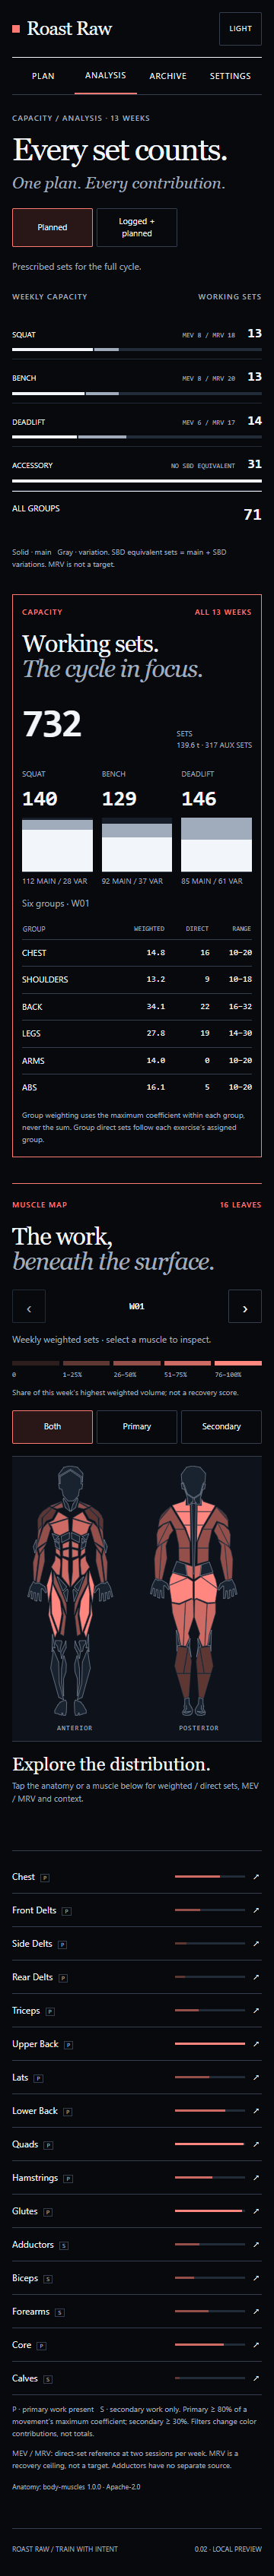 Roast Raw
LIGHT
PLAN
ANALYSIS
ARCHIVE
SETTINGS
CAPACITY / ANALYSIS · 13 WEEKS
Every set counts.
One plan. Every contribution.
Planned
Logged +
planned
Prescribed sets for the full cycle.
WEEKLY CAPACITY
WORKING SETS
SQUAT
MEV 8 / MRV 18
13
BENCH
MEV 8 / MRV 20
13
DEADLIFT
MEV 6 / MRV 17
14
ACCESSORY
NO SBD EQUIVALENT
31
ALL GROUPS
71
Solid · main Gray · variation. SBD equivalent sets = main + SBD
variations. MRV is not a target.
CAPACITY
ALL 13 WEEKS
Working sets.
The cycle in focus.
732
SETS
139.6 t · 317 AUX SETS
SQUAT
BENCH
DEADLIFT
140
129
146
112 MAIN / 28 VAR
92 MAIN / 37 VAR
85 MAIN / 61 VAR
Six groups · W01
GROUP WEIGHTED DIRECT RANGE
CHEST 14.8 16 10–20
SHOULDERS 13.2 9 10–18
BACK 34.1 22 16–32
LEGS 27.8 19 14–30
ARMS 14.0 0 10–20
ABS 16.1 5 10–20
Group weighting uses the maximum coefficient within each group,
never the sum. Group direct sets follow each exercise's assigned
group.
MUSCLE MAP
16 LEAVES
The work,
beneath the surface.
‹
W01
›
Weekly weighted sets · select a muscle to inspect.
0
1–25%
26–50%
51–75%
76–100%
Share of this week's highest weighted volume; not a recovery score.
Both
Primary
Secondary
ANTERIOR
POSTERIOR
Explore the distribution.
Tap the anatomy or a muscle below for weighted / direct sets, MEV
/ MRV and context.
Chest P ↗
Front Delts P ↗
Side Delts P ↗
Rear Delts P ↗
Triceps P ↗
Upper Back P ↗
Lats P ↗
Lower Back P ↗
Quads P ↗
Hamstrings P ↗
Glutes P ↗
Adductors S ↗
Biceps S ↗
Forearms S ↗
Core P ↗
Calves S ↗
P · primary work present S · secondary work only. Primary ≥ 80% of a
movement's maximum coefficient; secondary ≥ 30%. Filters change color
contributions, not totals.
MEV / MRV: direct-set reference at two sessions per week. MRV is a
recovery ceiling, not a target. Adductors have no separate source.
Anatomy: body-muscles 1.0.0 · Apache-2.0
ROAST RAW / TRAIN WITH INTENT
0.02 · LOCAL PREVIEW